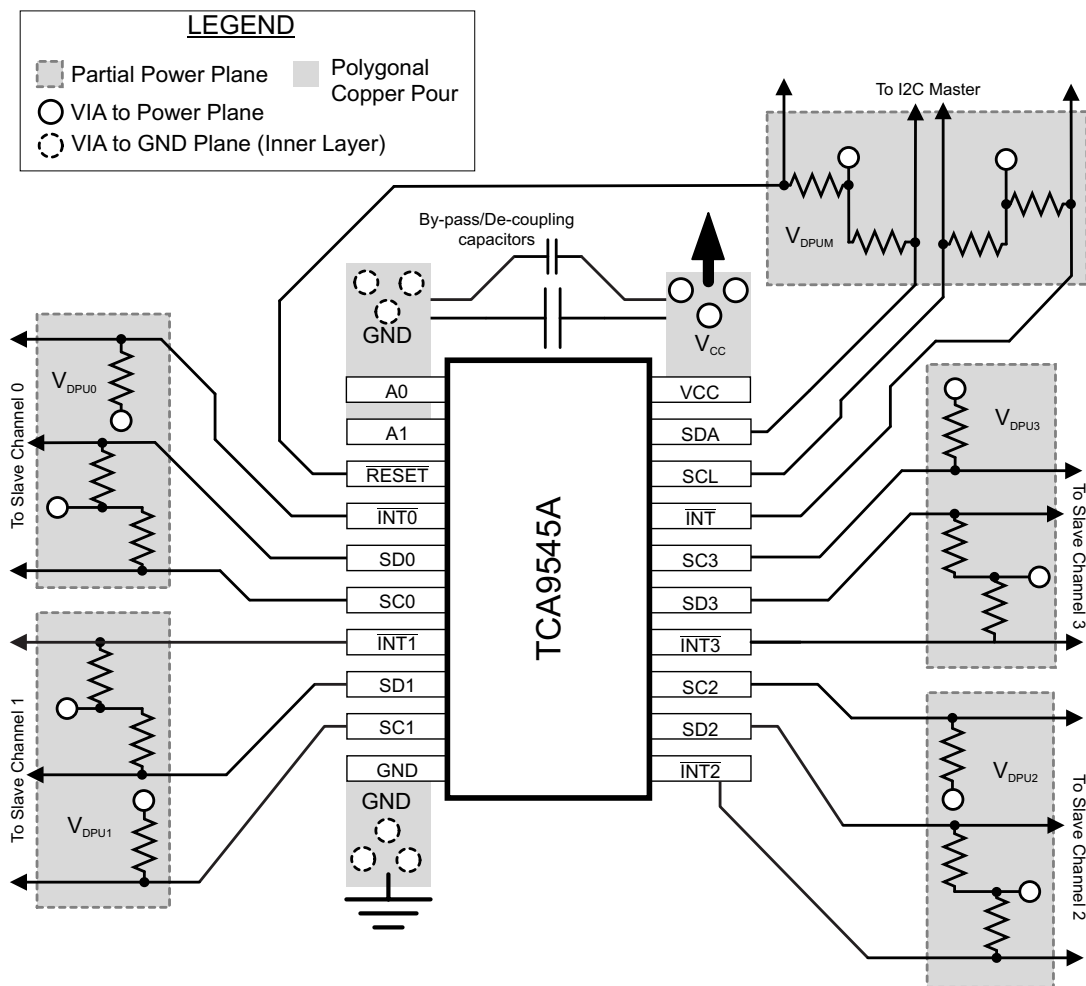 LEGEND
Partial Power Plane
Polygonal
Copper Pour
VIA to Power Plane
VIA to GND Plane (Inner Layer)
To I2C Master
By-pass/De-coupling
capacitors
VDPUM
GND
VCC
VDPU0
To Slave Channel 0
VDPU1
To Slave Channel 1
A0
A1
RESET
INT0
SD0
SC0
INT1
SD1
SC1
GND
GND
TCA9545A
VCC
SDA
SCL
INT
SC3
SD3
INT3
SC2
SD2
INT2
VDPU3
To Slave Channel 3
VDPU2
To Slave Channel 2